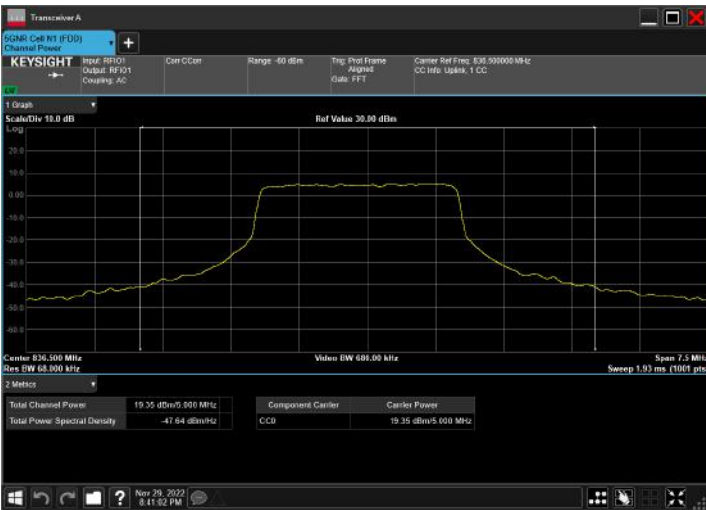 Transceiver A
5GNR Cell N1 (FDD)
Channel Power
KEYSIGHT
Input: RFIO1
Output: RFIO1
Coupling: AC
Corr CCorr
Range: -60 dBm
Trig: Prot Frame
Aligned
Gate: FFT
Carrier Ref Freq: 836.500000 MHz
CC Info: Uplink, 1 CC
1 Graph
Scale/Div 10.0 dB
Ref Value 30.00 dBm
Log
20.0
10.0
0.00
-10.0
-20.0
-30.0
-40.0
-50.0
-60.0
Center 836.500 MHz
Video BW 680.00 kHz
Span 7.5 MHz
Res BW 68.000 kHz
Sweep 1.93 ms (1001 pts
2 Metrics
Total Channel Power 19.35 dBm/5.000 MHz
Total Power Spectral Density -47.64 dBm/Hz
Component Carrier Carrier Power
CC0 19.35 dBm/5.000 MHz
Nov 29, 2022
8:41:02 PM